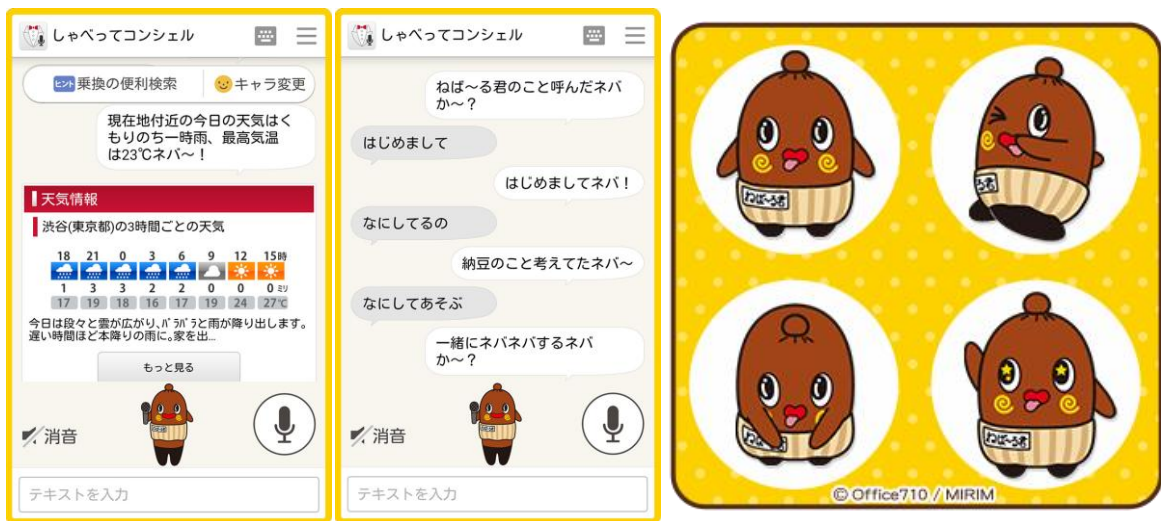 しゃべってコンシェル
ヒント 乗換の便利検索
キャラ変更
現在地付近の今日の天気はく
もりのち一時雨、最高気温
は23℃ネバ～！
天気情報
渋谷(東京都)の3時間ごとの天気
18 21 0 3 6 9 12 15時
1 3 3 2 2 0 0 0 ミリ
17 19 18 16 17 19 24 27℃
今日は段々と雲が広がり、パラパラと雨が降り出します。
遅い時間ほど本降りの雨に。家を出...
もっと見る
消音
テキストを入力
しゃべってコンシェル
ねば～る君のこと呼んだネバ
か～？
はじめまして
はじめましてネバ！
なにしてるの
納豆のこと考えてたネバ～
なにしてあそぶ
一緒にネバネバするネバ
か～？
消音
テキストを入力
ねば～る君
る君
ねば～る君
ねば～る君
© Office710 / MIRIM